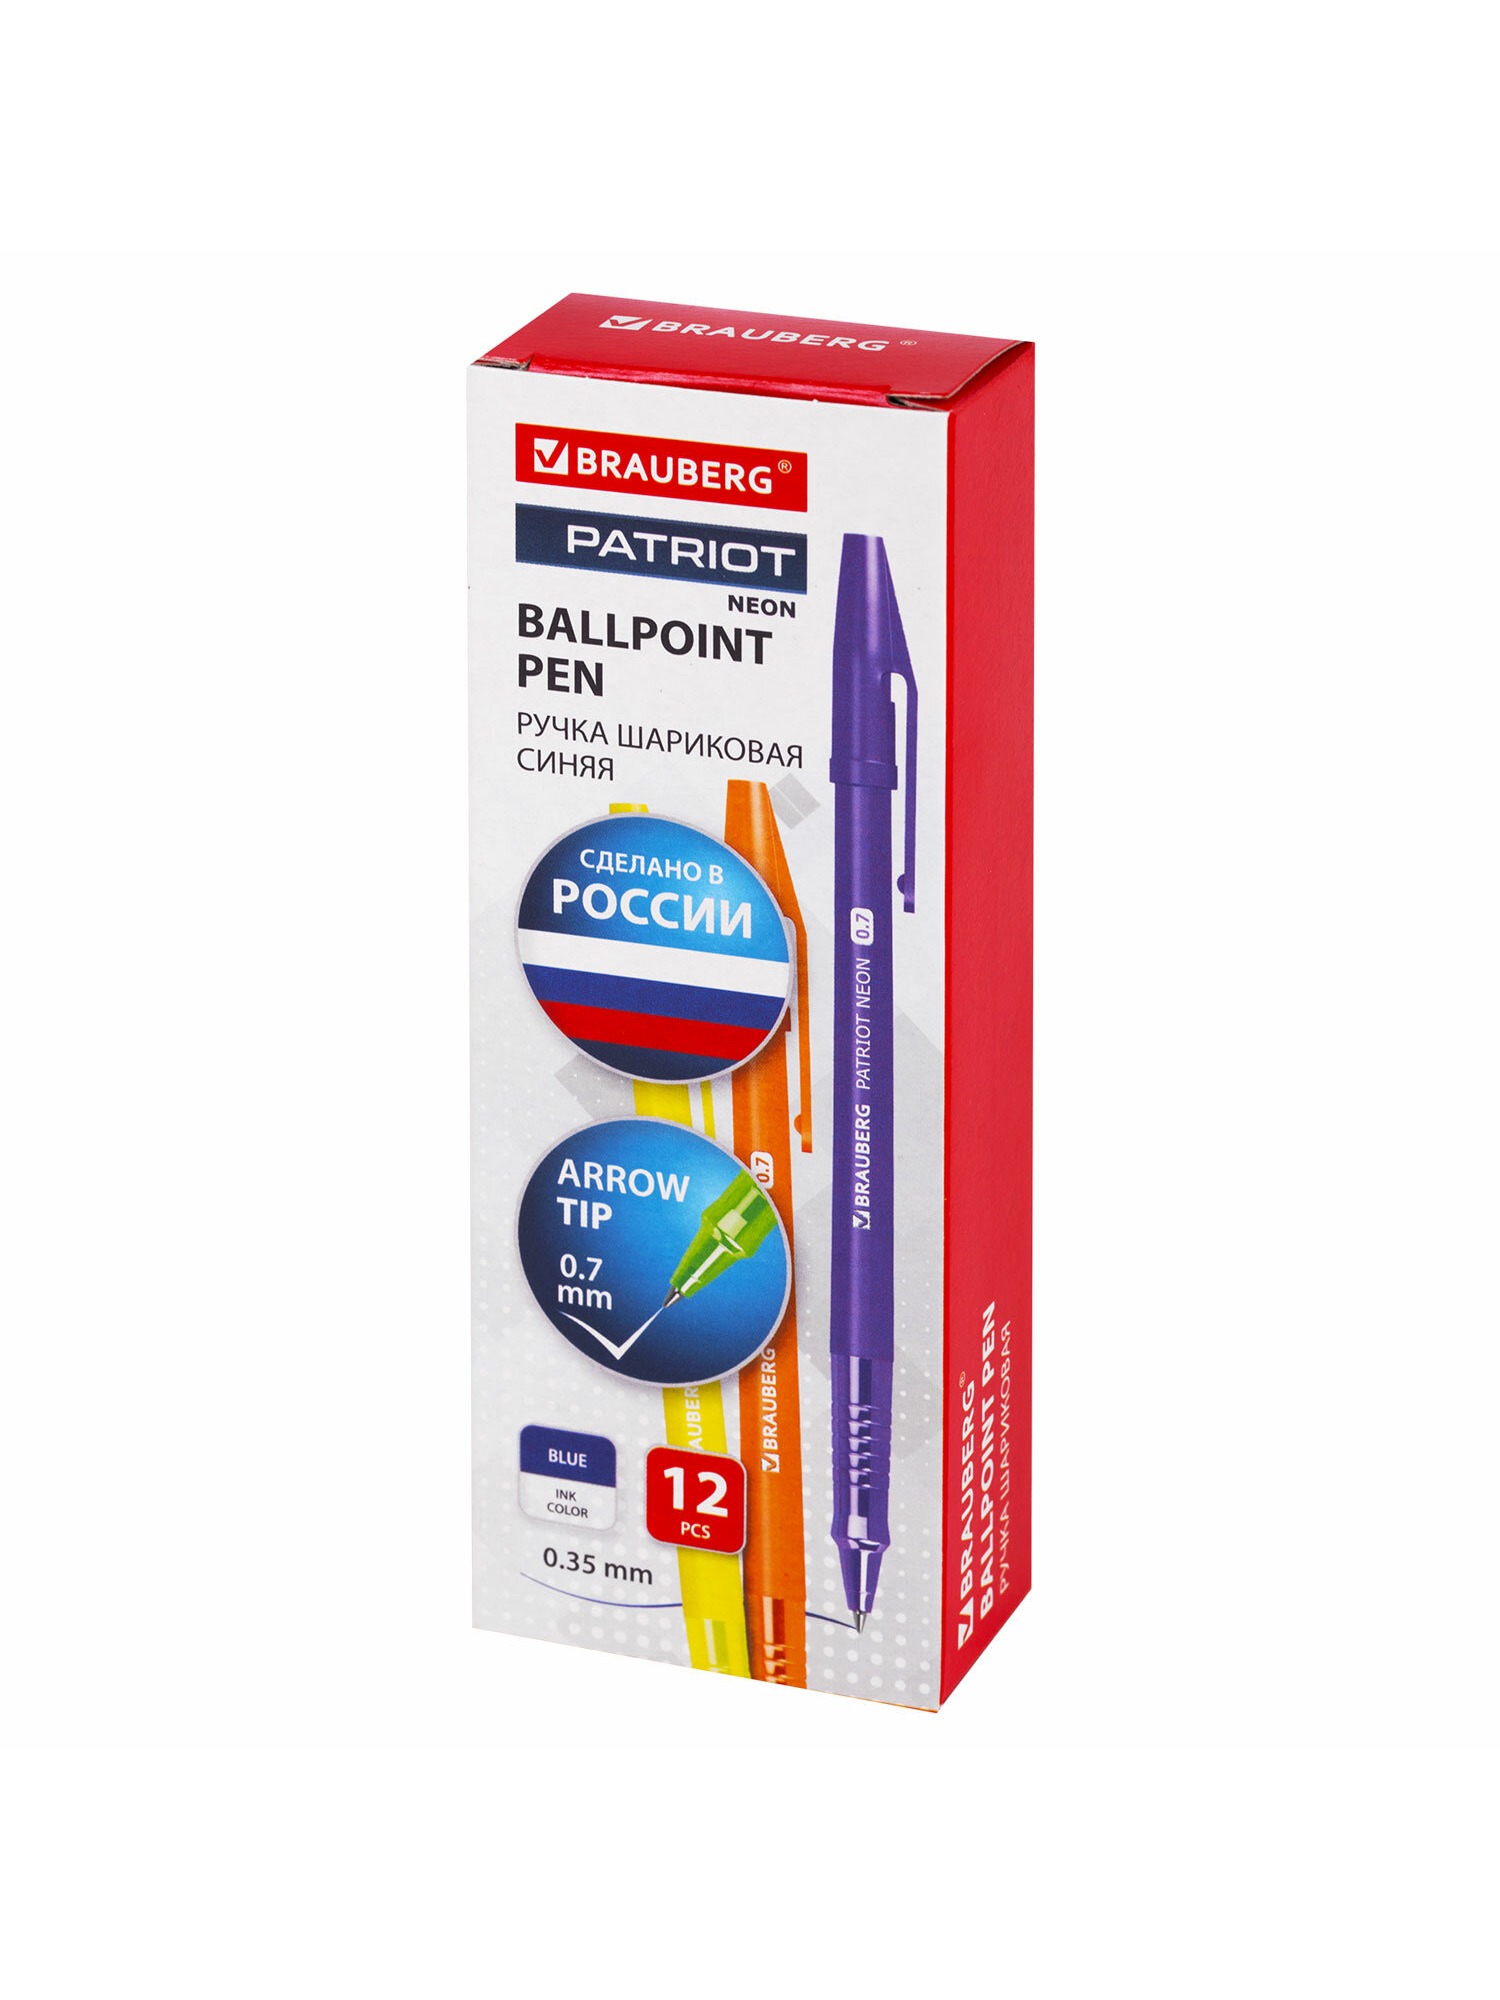 BRAUBERG®
BRAUBERG®
PATRIOT
NEON
BALLPOINT
PEN
РУЧКА ШАРИКОВАЯ
СИНЯЯ
СДЕЛАНО В
РОССИИ
ARROW
TIP
0.7
mm
BLUE
INK
COLOR
12
PCS
0.35 mm
BRAUBERG PATRIOT NEON 0.7
BRAUBERG 0.7
AUBER
BRAUBERG®
BALLPOINT PEN
РУЧКА ШАРИКОВАЯ